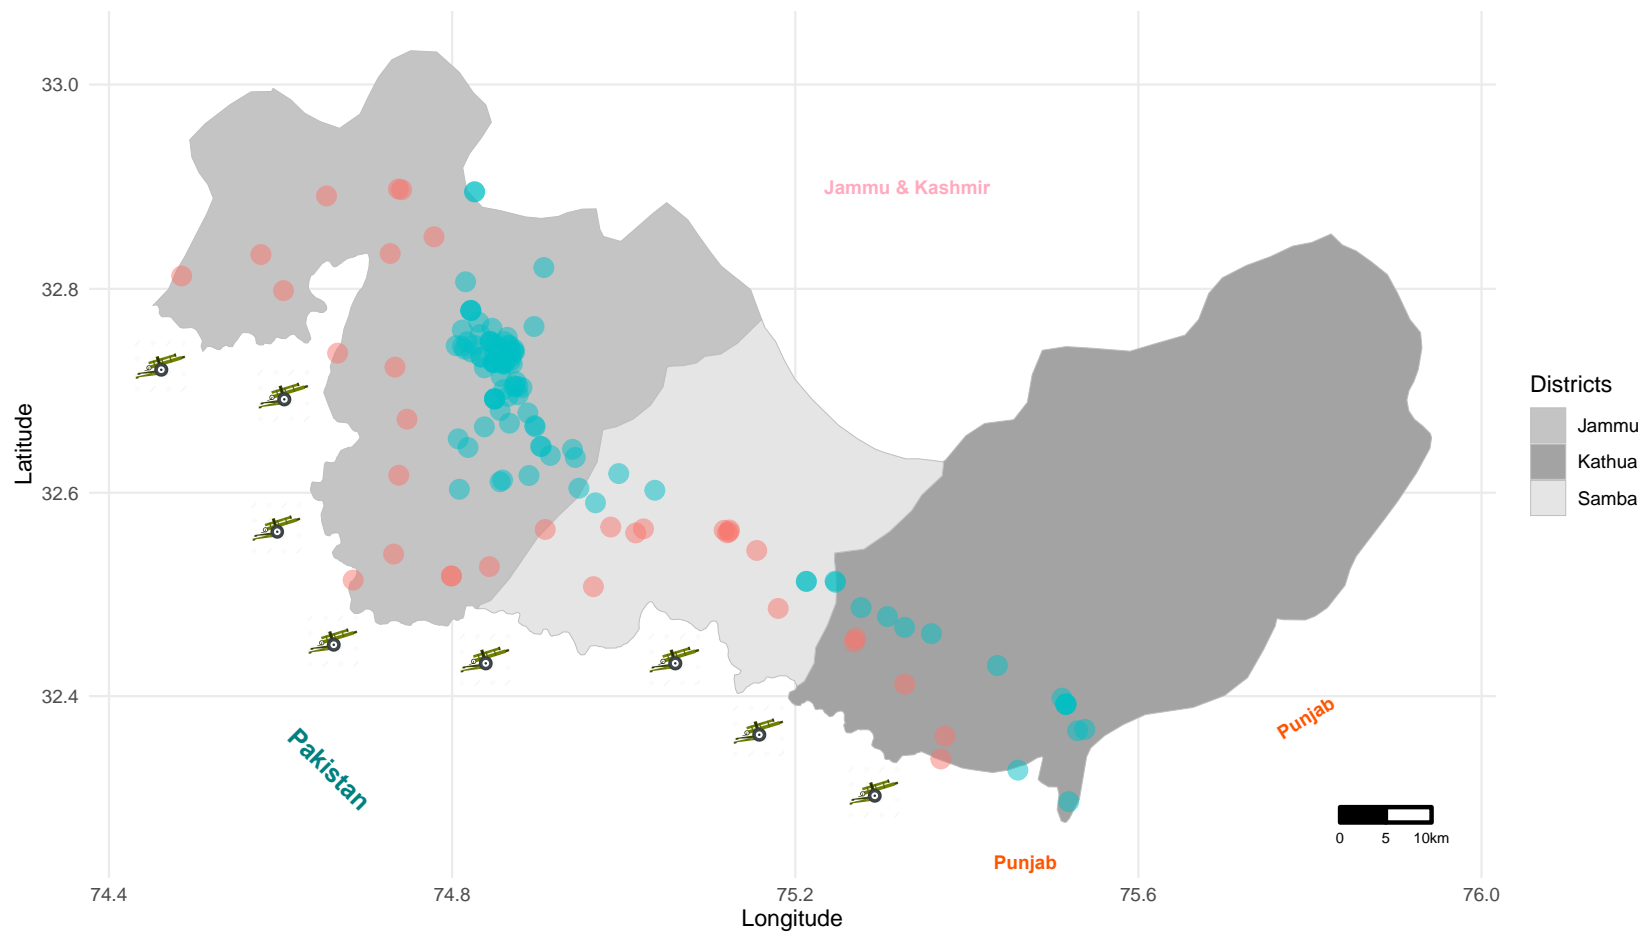 33.0
32.8
32.6
32.4
Latitude
74.4
74.8
75.2
75.6
76.0
Longitude
Jammu & Kashmir
Pakistan
Punjab
Punjab
0 5 10km
Districts
Jammu
Kathua
Samba